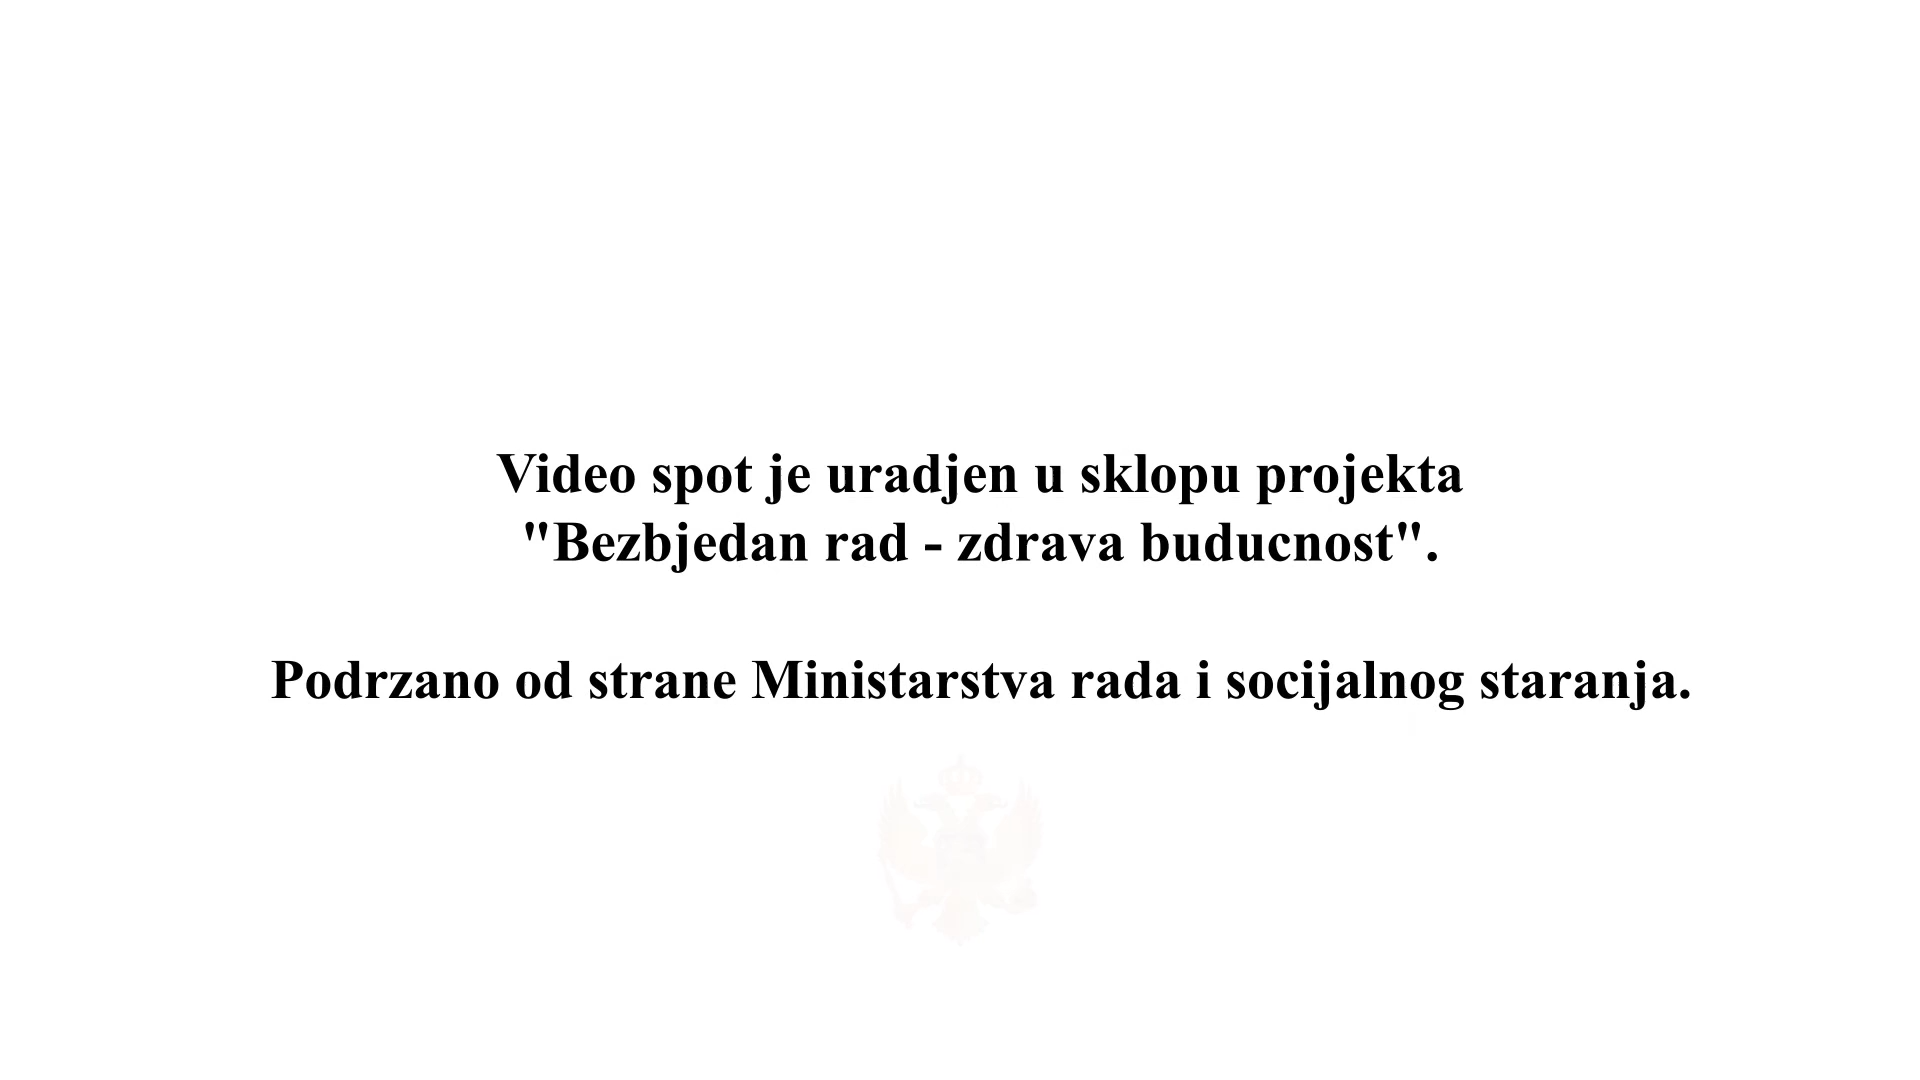 Video spot je uradjen u sklopu projekta
"Bezbjedan rad - zdrava buducnost".
Podrzano od strane Ministarstva rada i socijalnog staranja.